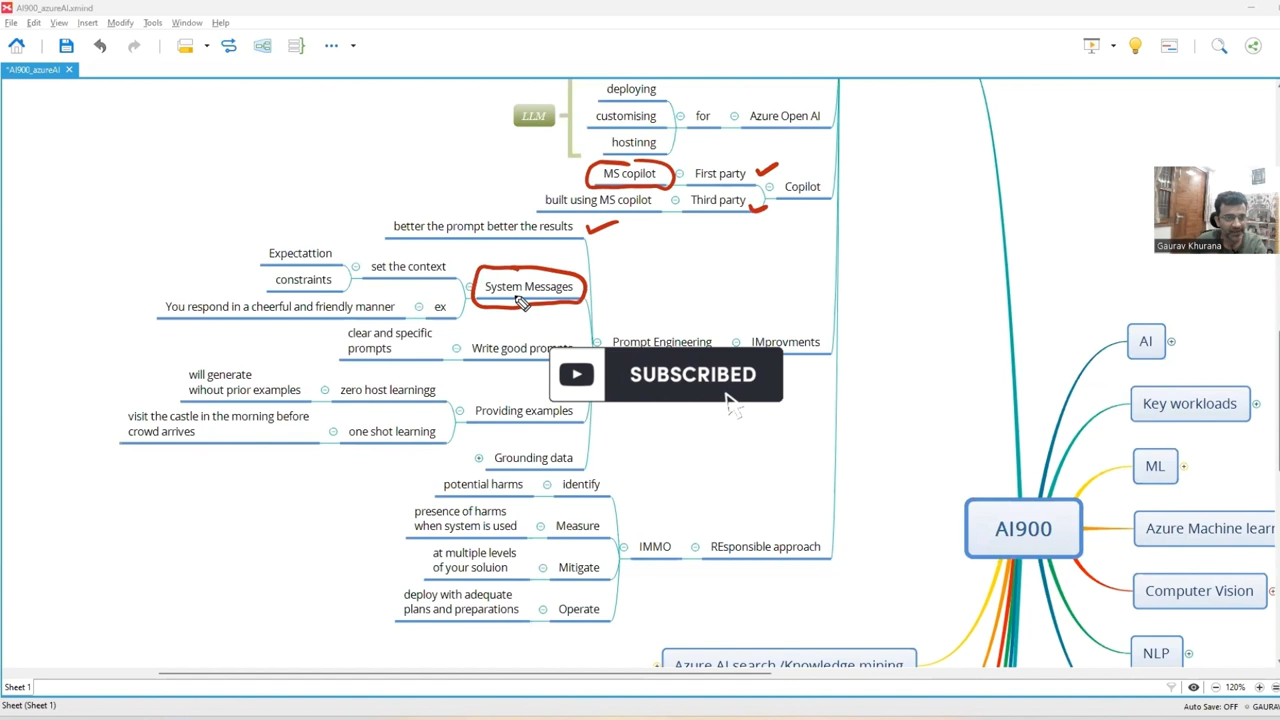 AI900_azureAI.xmind
File Edit View Insert Modify Tools Window Help
*AI900_azureAI
deploying
LLM
customising
for
Azure Open AI
hostinng
MS copilot
First party
Copilot
built using MS copilot
Third party
better the prompt better the results
Expectattion
set the context
constraints
System Messages
You respond in a cheerful and friendly manner
ex
clear and specific
prompts
Write good prompts
Prompt Engineering
IMprovments
SUBSCRIBED
will generate
wihout prior examples
zero host learningg
Providing examples
visit the castle in the morning before
crowd arrives
one shot learning
Grounding data
potential harms
identify
presence of harms
when system is used
Measure
IMMO
REsponsible approach
at multiple levels
of your soluion
Mitigate
deploy with adequate
plans and preparations
Operate
Azure AI search /Knowledge mining
Gaurav Khurana
AI
Key workloads
ML
AI900
Azure Machine learn
Computer Vision
NLP
Sheet 1
120%
Sheet (Sheet 1)
Auto Save: OFF
GAURAV